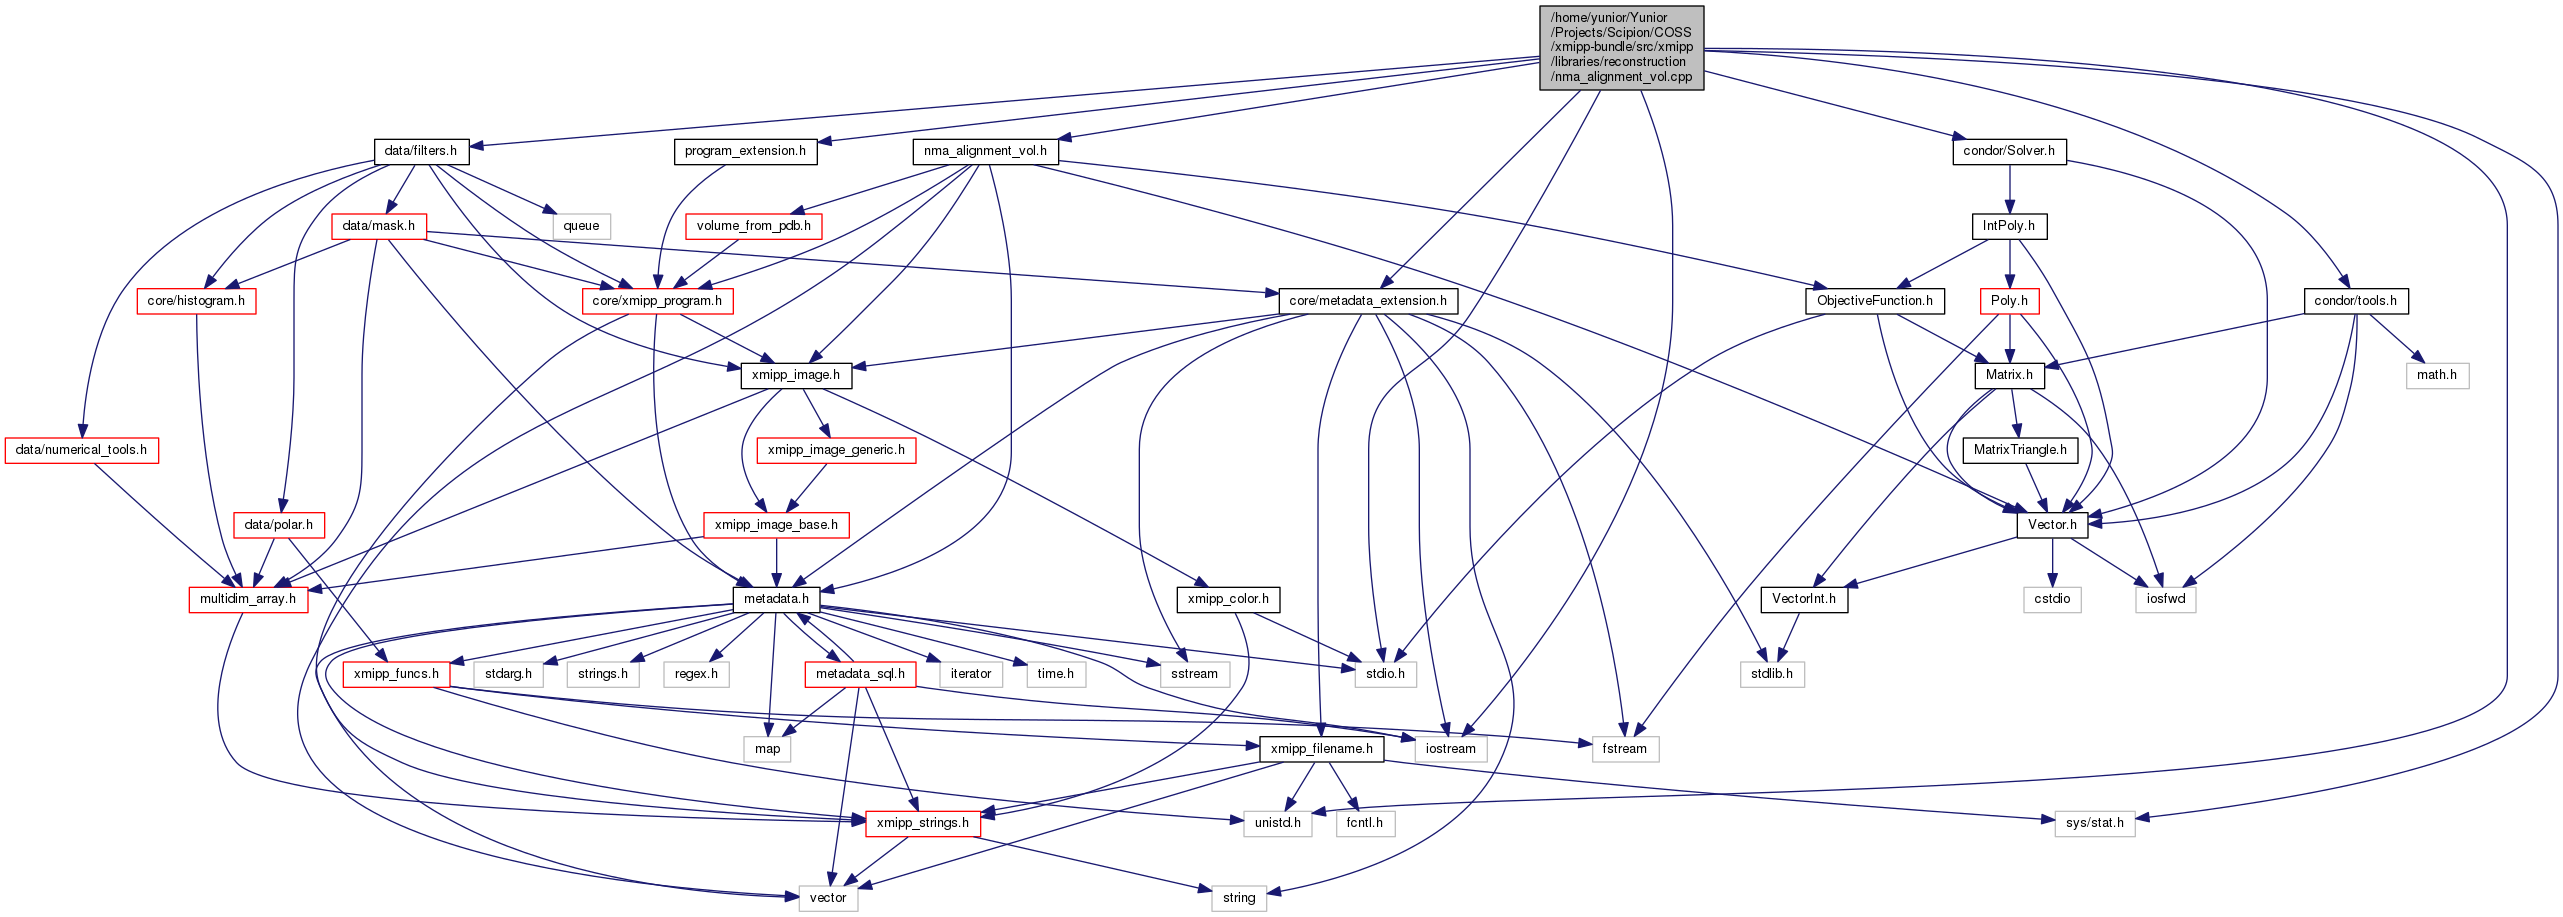 /home/yunior/Yunior
/Projects/Scipion/COSS
/xmipp-bundle/src/xmipp
/libraries/reconstruction
/nma_alignment_vol.cpp
data/filters.h
program_extension.h
nma_alignment_vol.h
condor/Solver.h
data/mask.h
queue
volume_from_pdb.h
IntPoly.h
core/histogram.h
core/xmipp_program.h
core/metadata_extension.h
ObjectiveFunction.h
Poly.h
condor/tools.h
xmipp_image.h
Matrix.h
math.h
data/numerical_tools.h
xmipp_image_generic.h
MatrixTriangle.h
data/polar.h
xmipp_image_base.h
Vector.h
multidim_array.h
metadata.h
xmipp_color.h
VectorInt.h
cstdio
iosfwd
xmipp_funcs.h
stdarg.h
strings.h
regex.h
metadata_sql.h
iterator
time.h
sstream
stdio.h
stdlib.h
map
xmipp_filename.h
iostream
fstream
xmipp_strings.h
unistd.h
fcntl.h
sys/stat.h
vector
string